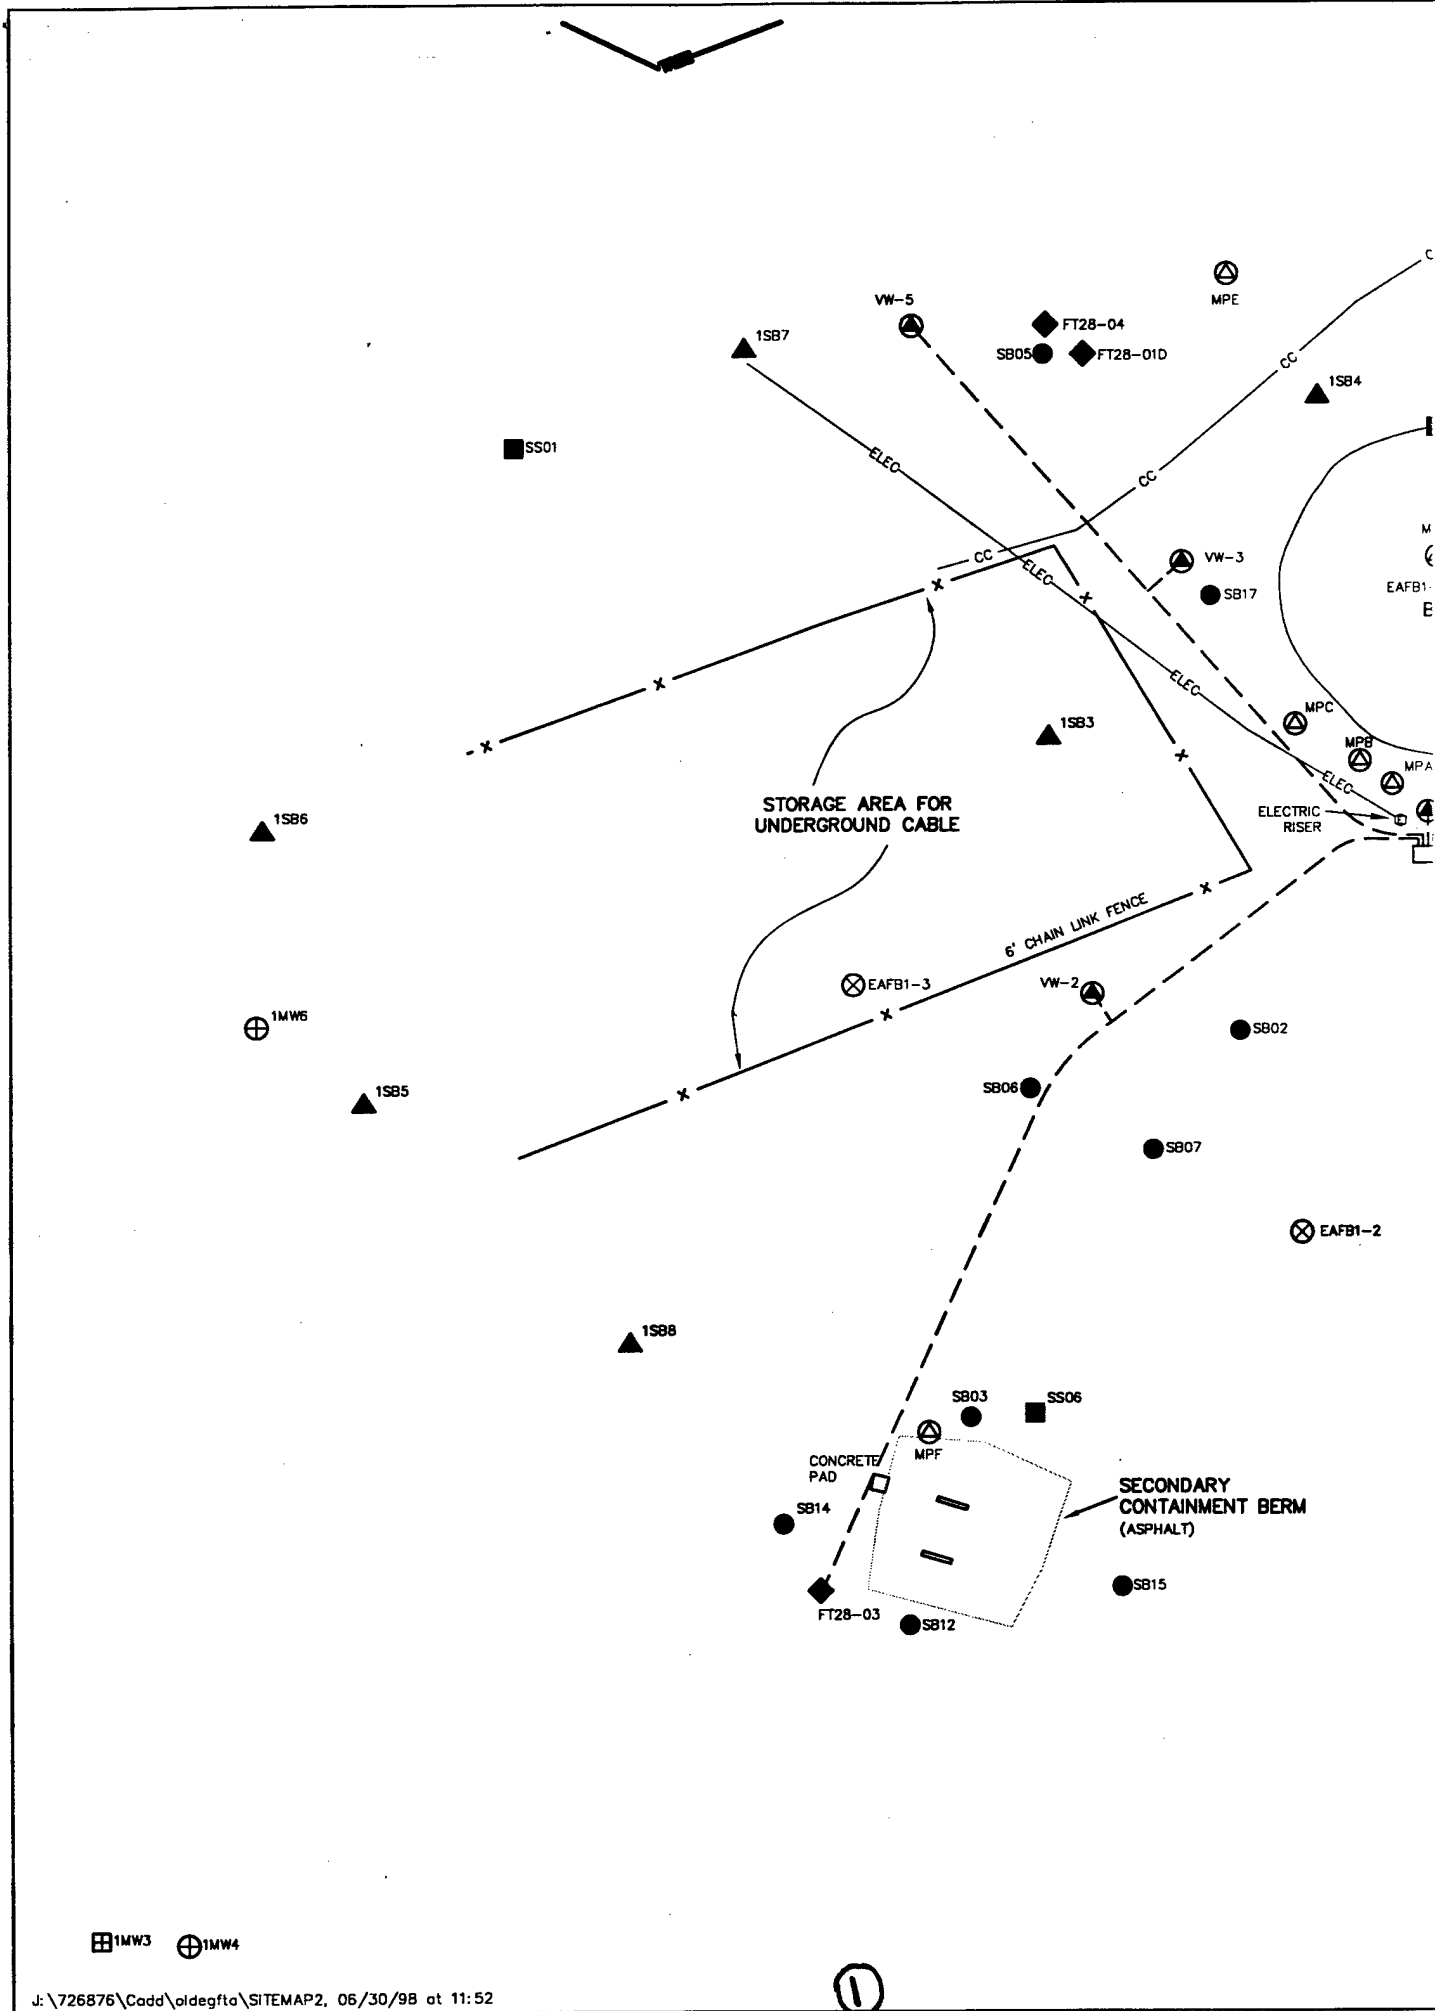 C
MPE
VW-5
FT28-04
1SB7
SB05
FT28-01D
CC
1SB4
SS01
ELEC
CC
M
CC
VW-3
ELEC
EAFB1-
SB17
B
ELEC
MPC
1SB3
MPB
MPA
ELEC
STORAGE AREA FOR
UNDERGROUND CABLE
ELECTRIC
RISER
E
1SB6
6' CHAIN LINK FENCE
EAFB1-3
VW-2
1MW6
SB02
1SB5
SB06
SB07
EAFB1-2
1SB8
SB03
SS06
MPF
CONCRETE
PAD
SECONDARY
CONTAINMENT BERM
(ASPHALT)
SB14
SB15
FT28-03
SB12
1MW3
1MW4
1
J:\726876\Cadd\oldegfta\SITEMAP2, 06/30/98 at 11:52